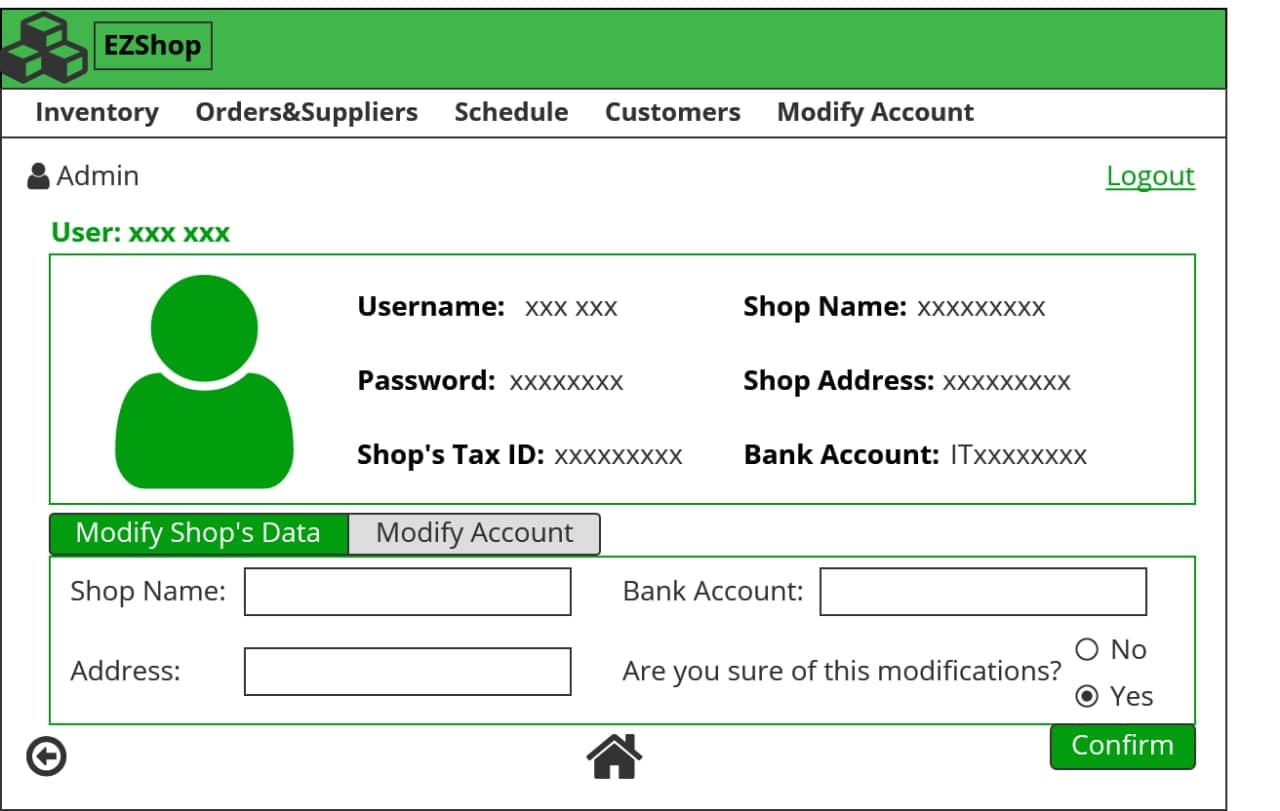 EZShop
Inventory Orders&Suppliers Schedule Customers Modify Account
Admin Logout
User: xxx xxx
Username: xxx xxx Shop Name: xxxxxxxxx
Password: xxxxxxxx Shop Address: xxxxxxxxx
Shop's Tax ID: xxxxxxxxx Bank Account: ITxxxxxxxx
Modify Shop's Data Modify Account
Shop Name: Bank Account:
Address: Are you sure of this modifications? No
Yes
Confirm